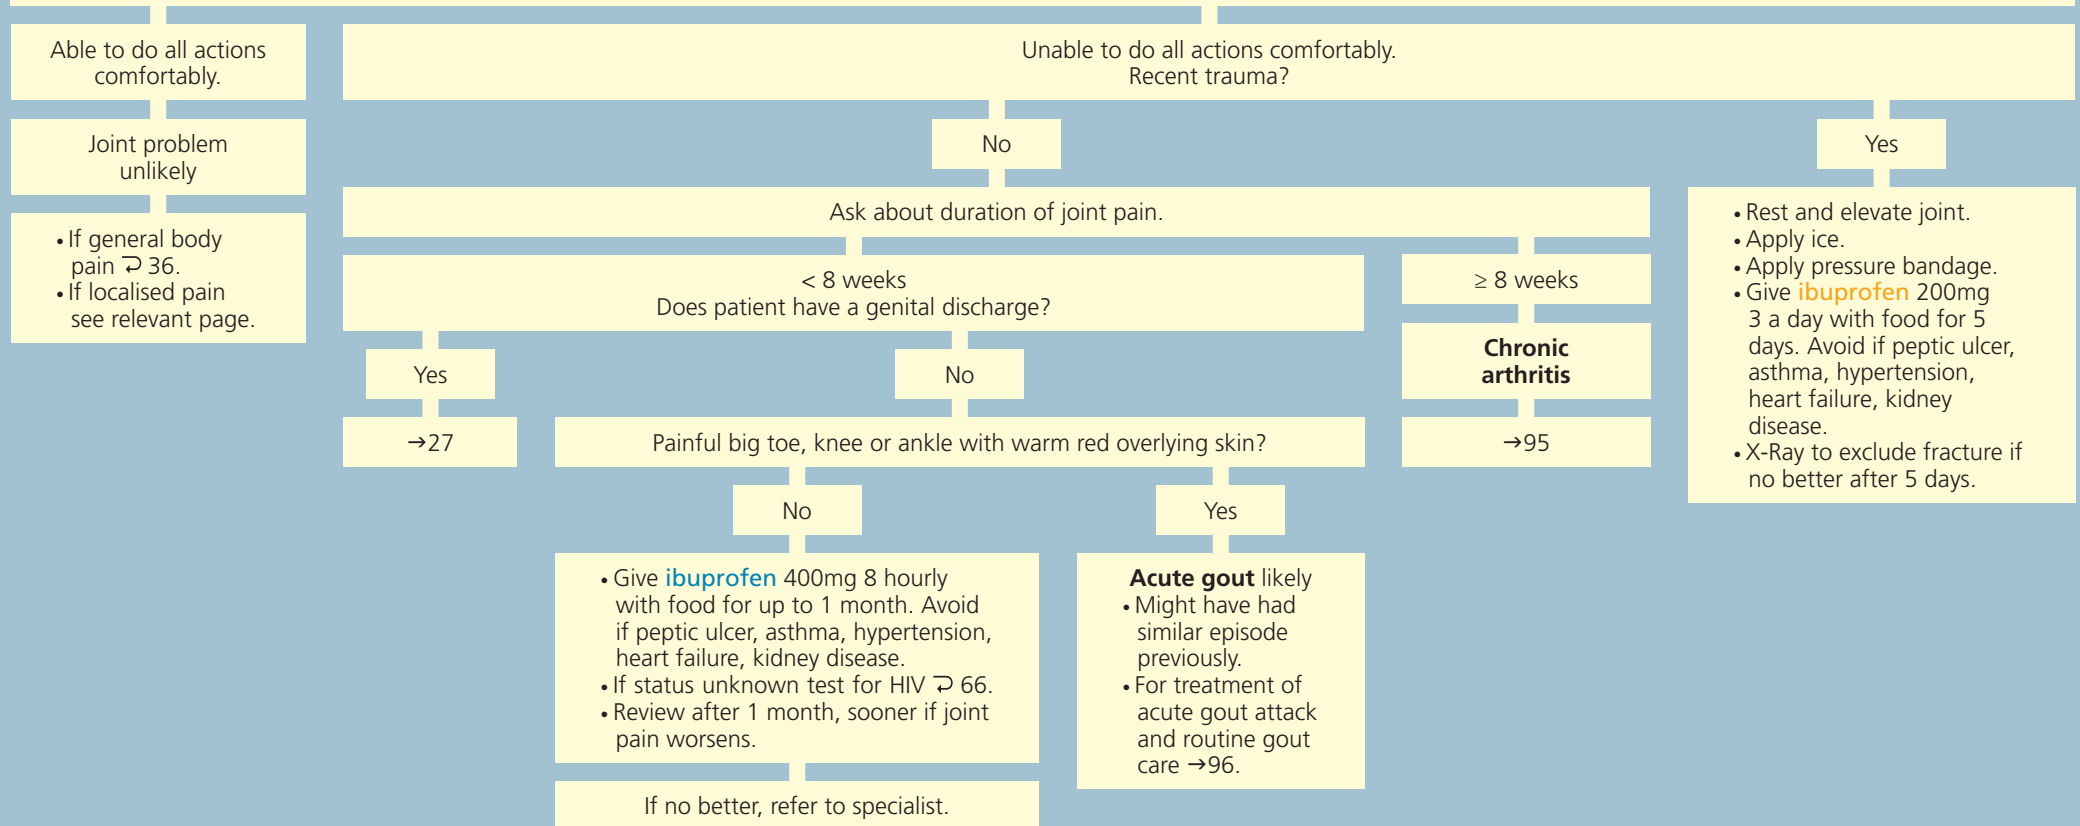 Able to do all actions
comfortably.
Joint problem
unlikely
• If general body
pain ⮎ 36.
• If localised pain
see relevant page.
Unable to do all actions comfortably.
Recent trauma?
No
Ask about duration of joint pain.
< 8 weeks
Does patient have a genital discharge?
Yes
→27
No
Painful big toe, knee or ankle with warm red overlying skin?
No
• Give ibuprofen 400mg 8 hourly
with food for up to 1 month. Avoid
if peptic ulcer, asthma, hypertension,
heart failure, kidney disease.
• If status unknown test for HIV ⮎ 66.
• Review after 1 month, sooner if joint
pain worsens.
If no better, refer to specialist.
Yes
Acute gout likely
• Might have had
similar episode
previously.
• For treatment of
acute gout attack
and routine gout
care →96.
≥ 8 weeks
Chronic
arthritis
→95
Yes
• Rest and elevate joint.
• Apply ice.
• Apply pressure bandage.
• Give ibuprofen 200mg
3 a day with food for 5
days. Avoid if peptic ulcer,
asthma, hypertension,
heart failure, kidney
disease.
• X-Ray to exclude fracture if
no better after 5 days.